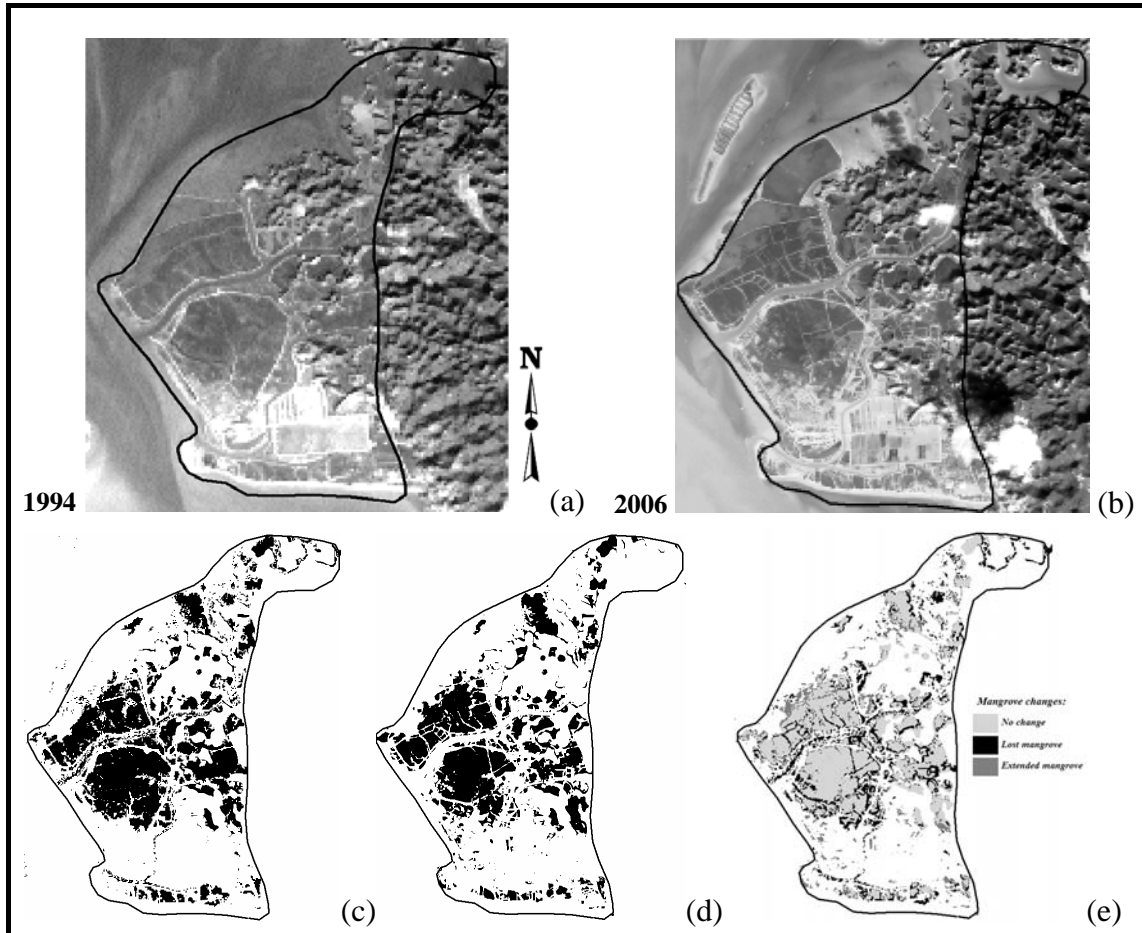 N
1994
(a)
2006
(b)
Mangrove changes:
No change
Lost mangrove
Extended mangrove
(c)
(d)
(e)